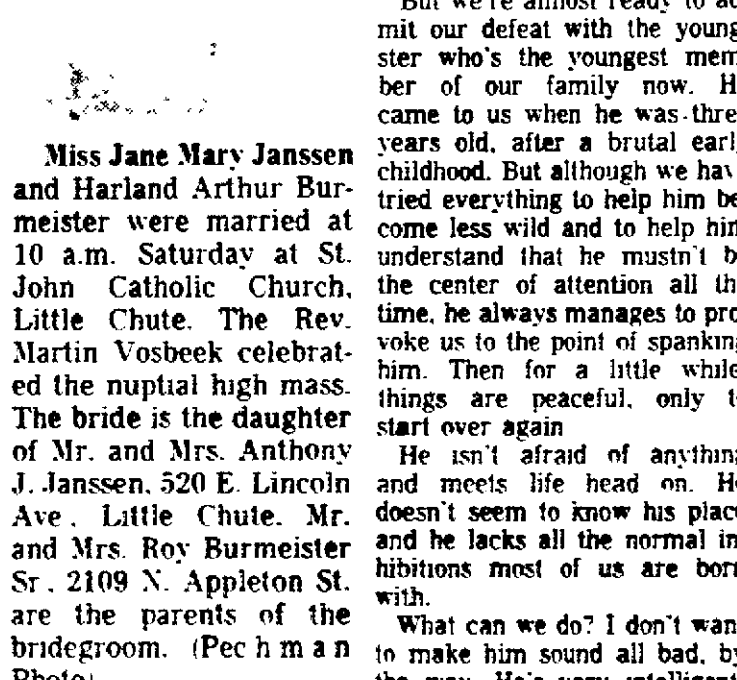 Miss Jane Mary Janssen
and Harland Arthur Bur-
meister were married at
10 a.m. Saturday at St.
John Catholic Church,
Little Chute. The Rev.
Martin Vosbeek celebrat-
ed the nuptial high mass.
The bride is the daughter
of Mr. and Mrs. Anthony
J. Janssen, 520 E. Lincoln
Ave., Little Chute. Mr.
and Mrs. Roy Burmeister
Sr., 2109 N. Appleton St.
are the parents of the
bridegroom. (Pechman
Photo)
But we're almost ready to ad
mit our defeat with the young
ster who's the youngest mem
ber of our family now. H
came to us when he was thre
years old, after a brutal earl
childhood. But although we hav
tried everything to help him be
come less wild and to help him
understand that he mustn't b
the center of attention all th
time, he always manages to pro
voke us to the point of spanking
him. Then for a little while
things are peaceful, only t
start over again
He isn't afraid of anything
and meets life head on. He
doesn't seem to know his place
and he lacks all the normal in
hibitions most of us are born
with.
What can we do? I don't want
to make him sound all bad, by
the way. He's very intelligent